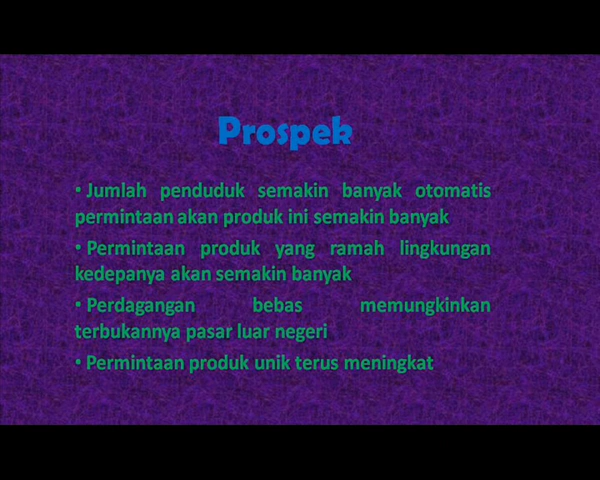 Prospek
• Jumlah penduduk semakin banyak otomatis
permintaan akan produk ini semakin banyak
• Permintaan produk yang ramah lingkungan
kedepanya akan semakin banyak
• Perdagangan bebas memungkinkan
terbukannya pasar luar negeri
• Permintaan produk unik terus meningkat